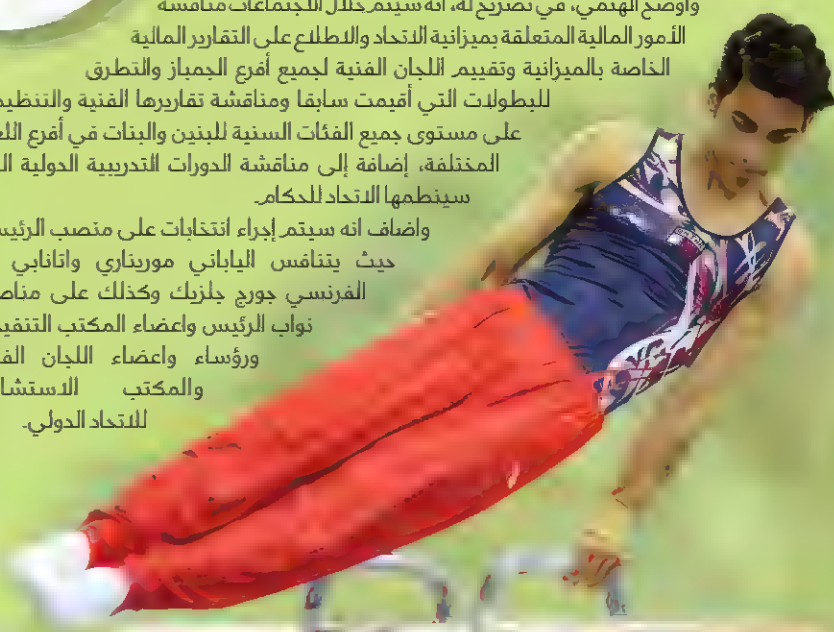 وأوضح الهتمي، في تصريح له، أنه سيتم خلال الاجتماعات مناقشة
الأمور المالية المتعلقة بميزانية الاتحاد والاطلاع على التقارير المالية
الخاصة بالميزانية وتقييم اللجان الفنية لجميع أفرع الجمباز والتطرق
للبطولات التي أقيمت سابقا ومناقشة تقاريرها الفنية والتنظيم
على مستوى جميع الفئات السنية للبنين والبنات في أفرع اللع
المختلفة، إضافة إلى مناقشة الدورات التدريبية الدولية ال
سينظمها الاتحاد للحكام.
واضاف انه سيتم إجراء انتخابات على منصب الرئيس
حيث يتنافس الياباني موريناري واتانابي
الفرنسي جورج جلزيك وكذلك على مناص
نواب الرئيس واعضاء المكتب التنفيذ
ورؤساء واعضاء اللجان الف
والمكتب الاستشا
للاتحاد الدولي.